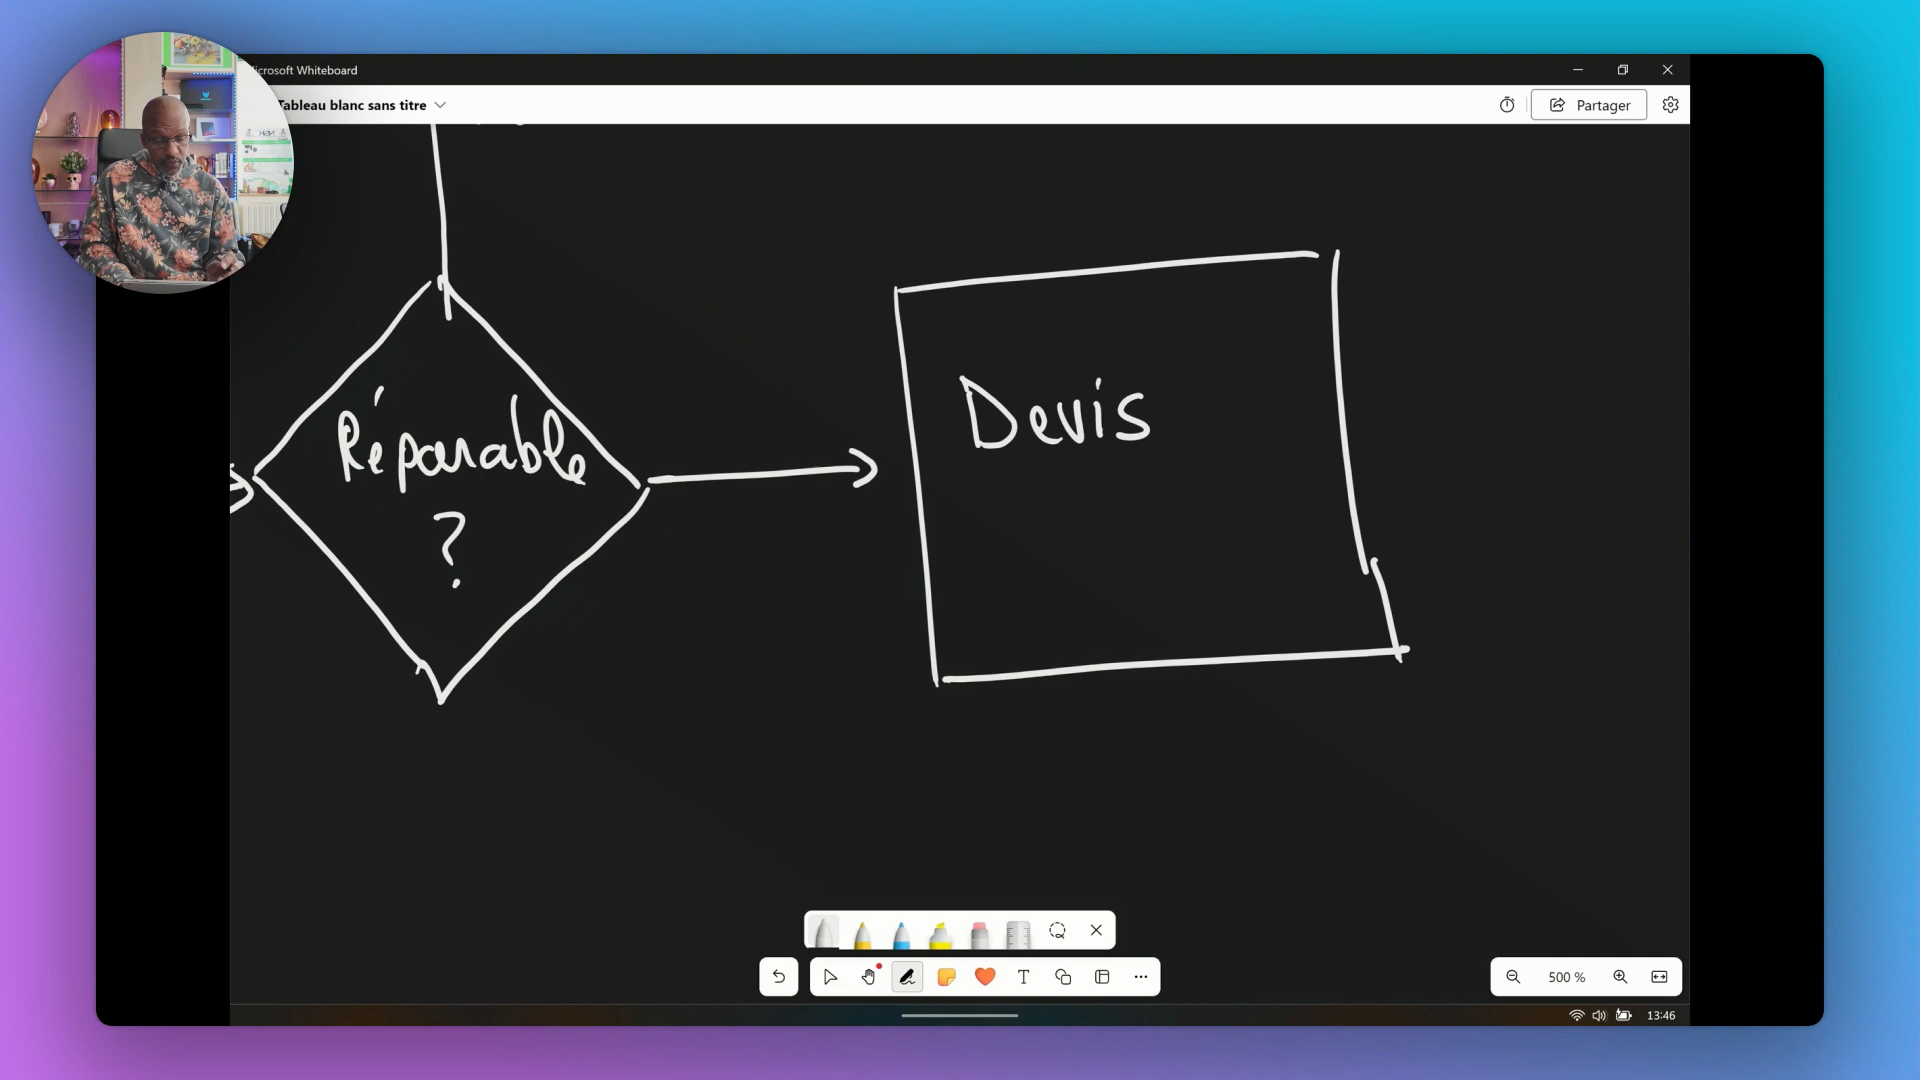 Microsoft Whiteboard
Tableau blanc sans titre
Partager
Réparable
?
Devis
500 %
13:46